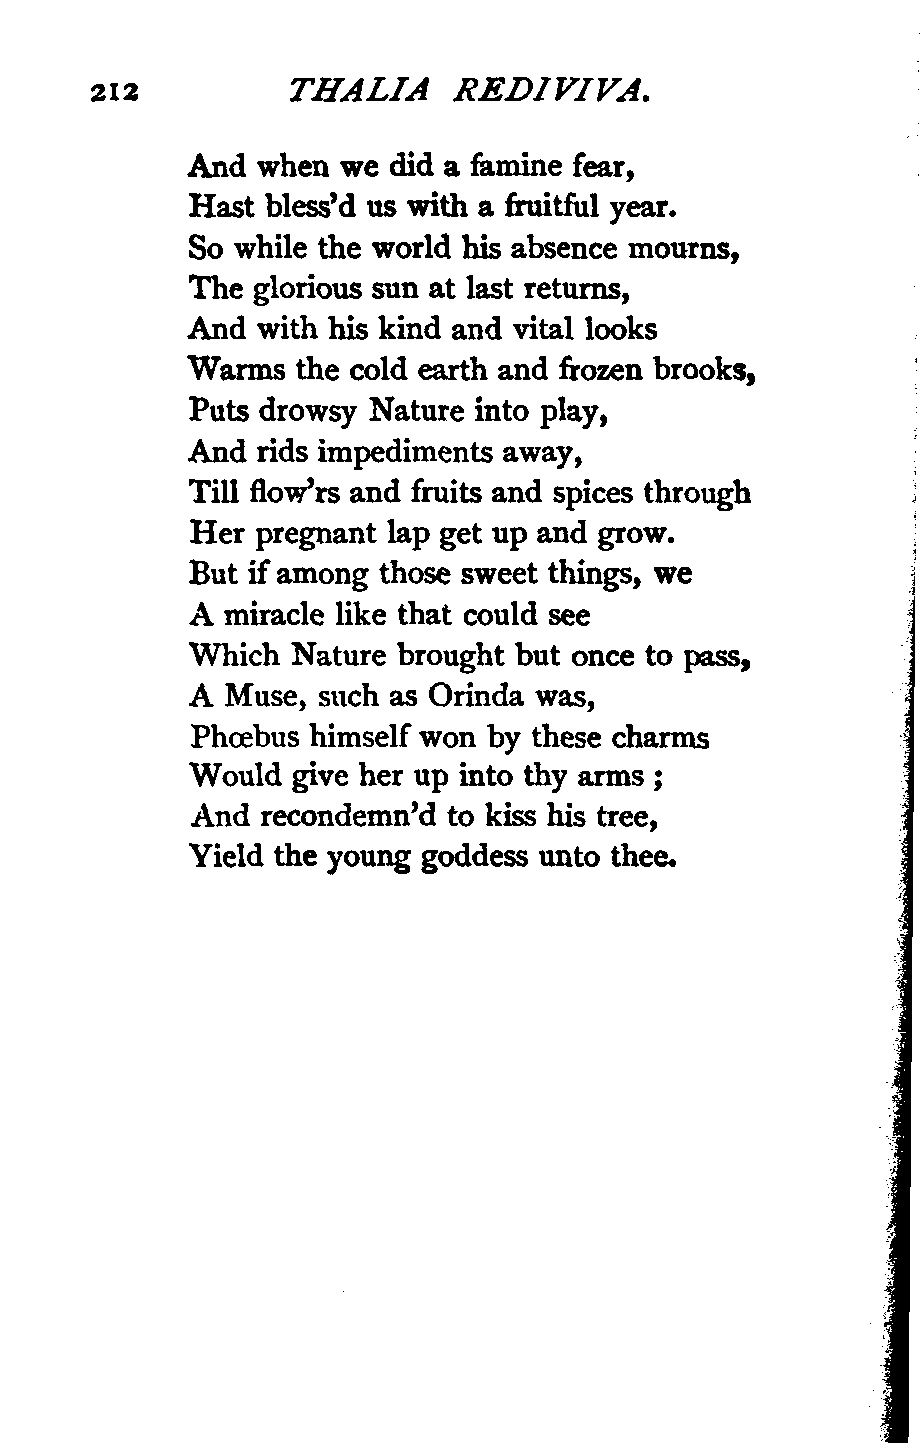 212 THALIA REDIVIVA.
And when we did a famine fear,
Hast bless'd us with a fruitful year.
So while the world his absence mourns,
The glorious sun at last returns,
And with his kind and vital looks
Warms the cold earth and frozen brooks,
Puts drowsy Nature into play,
And rids impediments away,
Till flow'rs and fruits and spices through
Her pregnant lap get up and grow.
But if among those sweet things, we
A miracle like that could see
Which Nature brought but once to pass,
A Muse, such as Orinda was,
Phœbus himself won by these charms
Would give her up into thy arms ;
And recondemn'd to kiss his tree,
Yield the young goddess unto thee.